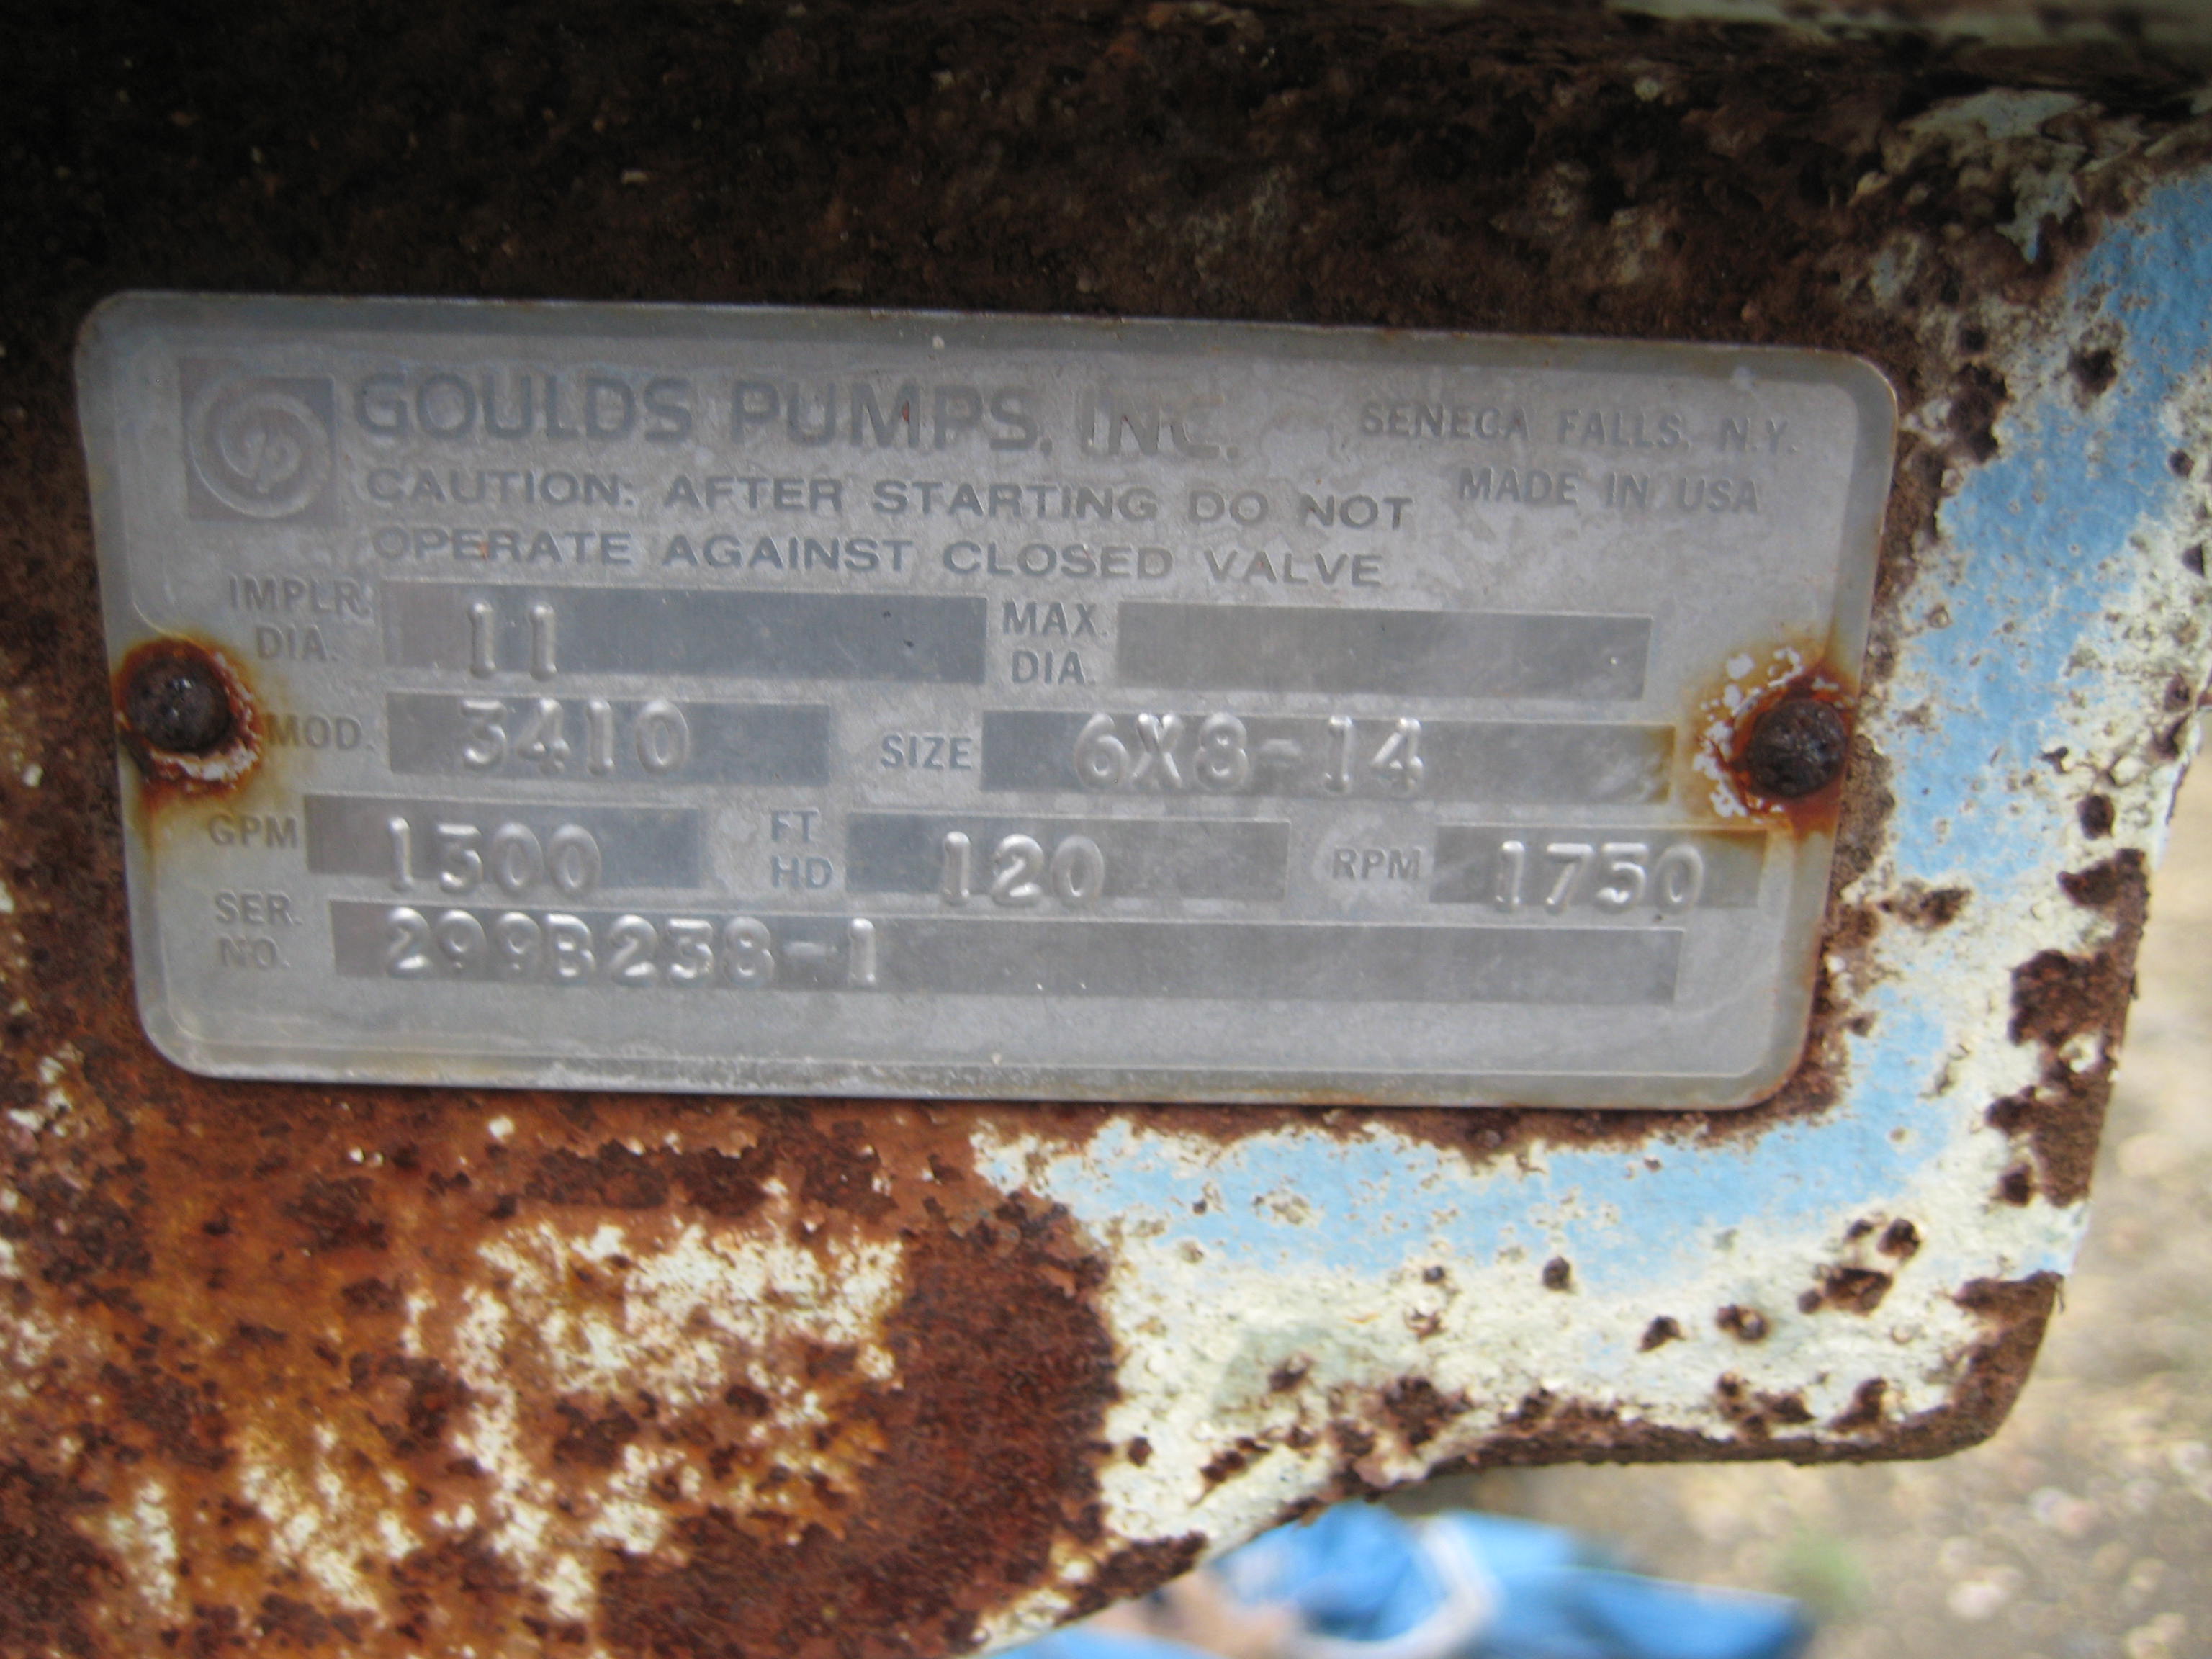 GOULDS PUMPS, INC. SENECA FALLS, N.Y.
MADE IN USA
CAUTION: AFTER STARTING DO NOT
OPERATE AGAINST CLOSED VALVE
IMPLR. DIA. 11 MAX. DIA.
MOD. 3410 SIZE 6X8-14
GPM 1300 FT HD 120 RPM 1750
SER. NO. 299B238-1